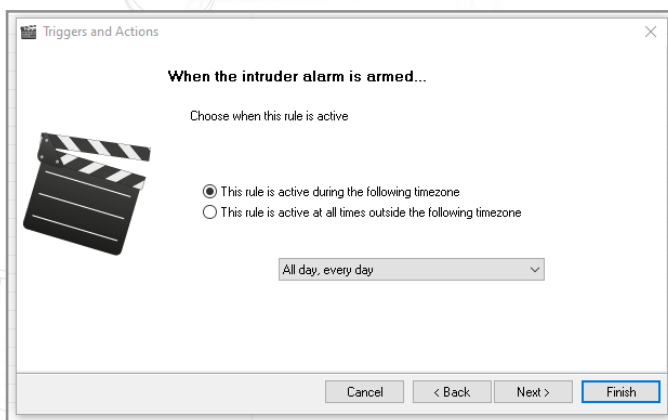 Triggers and Actions
When the intruder alarm is armed...
Choose when this rule is active
This rule is active during the following timezone
This rule is active at all times outside the following timezone
All day, every day
Cancel
< Back
Next >
Finish